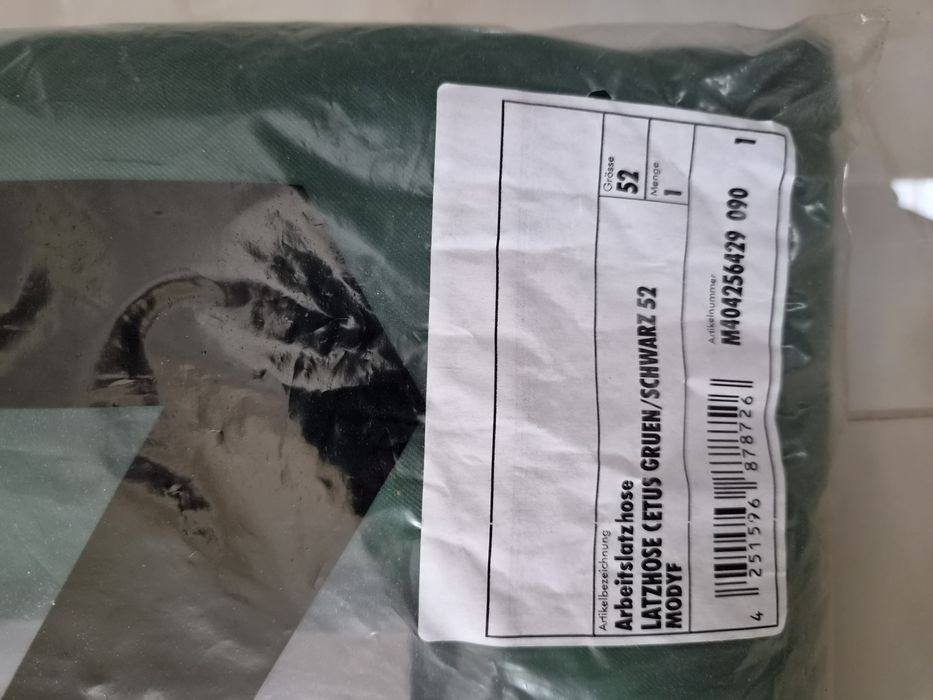 Artikelbezeichnung
Arbeitslatzhose
LATZHOSE CETUS GRUEN/SCHWARZ 52
MODYF
Grösse
52
Menge
1
Artikelnummer
M404256429 090
1
4 251596 878726